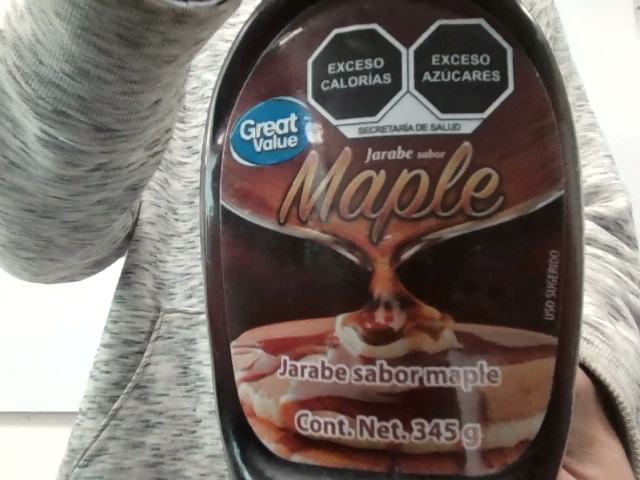 EXCESO
CALORÍAS
EXCESO
AZÚCARES
SECRETARÍA DE SALUD
Great
Value
Jarabe sabor
Maple
USO SUGERIDO
Jarabe sabor maple
Cont. Net. 345 g